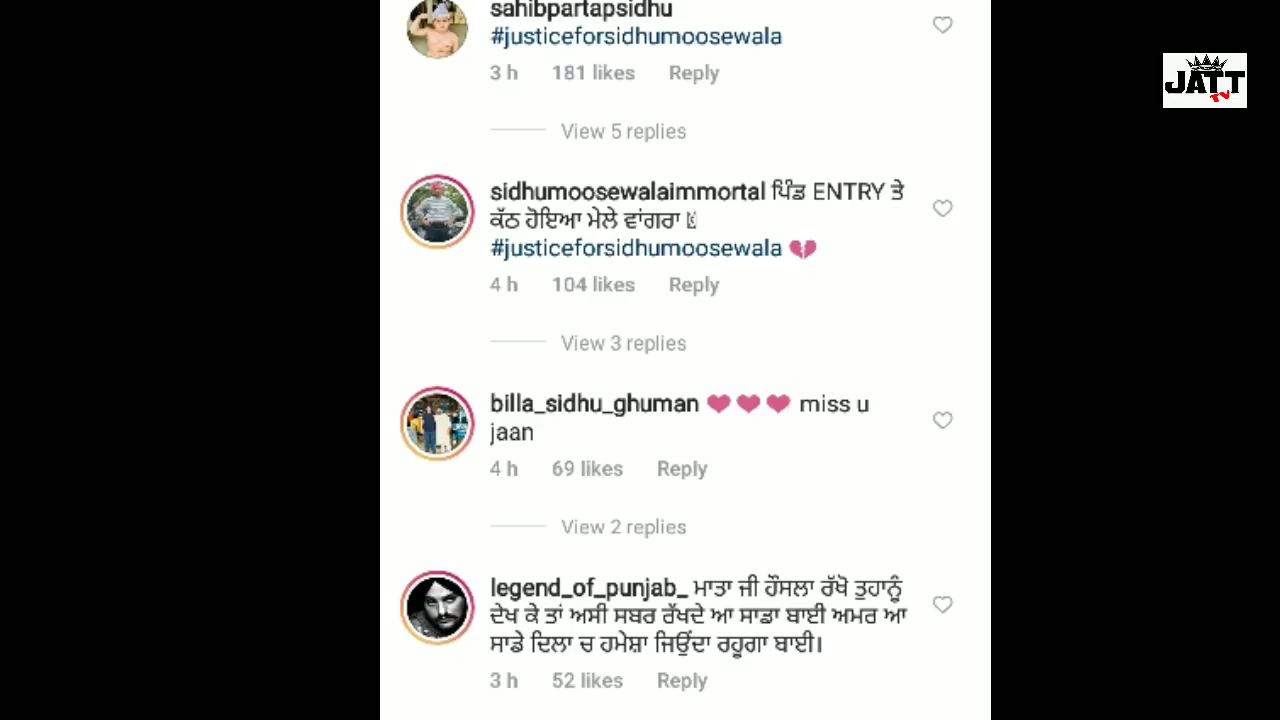 sahibpartapsidhu
#justiceforsidhumoosewala
3 h 181 likes Reply
View 5 replies
sidhumoosewalaimmortal ਪਿੰਡ ENTRY ਤੇ
ਕੱਠ ਹੋਇਆ ਮੇਲੇ ਵਾਂਗਰਾ
#justiceforsidhumoosewala 💔
4 h 104 likes Reply
View 3 replies
billa_sidhu_ghuman ❤️❤️❤️ miss u
jaan
4 h 69 likes Reply
View 2 replies
legend_of_punjab_ ਮਾਤਾ ਜੀ ਹੌਸਲਾ ਰੱਖੋ ਤੁਹਾਨੂੰ
ਦੇਖ ਕੇ ਤਾਂ ਅਸੀ ਸਬਰ ਰੱਖਦੇ ਆ ਸਾਡਾ ਬਾਈ ਅਮਰ ਆ
ਸਾਡੇ ਦਿਲਾ ਚ ਹਮੇਸ਼ਾ ਜਿਉਂਦਾ ਰਹੂਗਾ ਬਾਈ।
3 h 52 likes Reply
JATT
TV